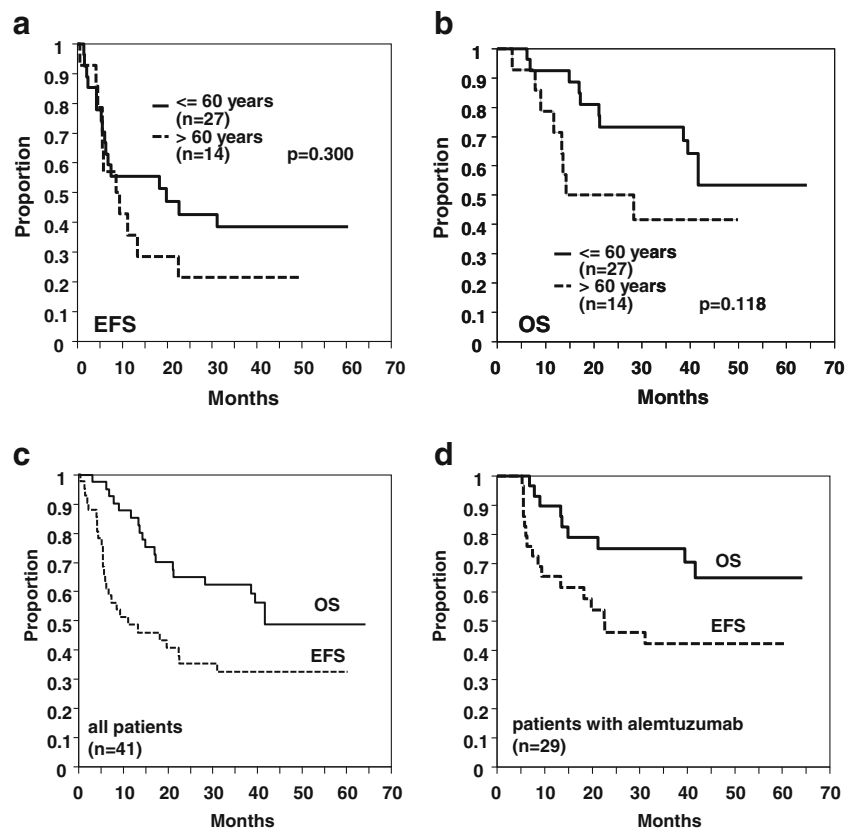 a
1
0.9
0.8
0.7
0.6
0.5
0.4
0.3
0.2
0.1
0
Proportion
<= 60 years
(n=27)
> 60 years
(n=14)
p=0.300
EFS
0 10 20 30 40 50 60 70
Months
b
1
0.9
0.8
0.7
0.6
0.5
0.4
0.3
0.2
0.1
0
Proportion
<= 60 years
(n=27)
> 60 years
(n=14)
p=0.118
OS
0 10 20 30 40 50 60 70
Months
c
1
0.9
0.8
0.7
0.6
0.5
0.4
0.3
0.2
0.1
0
Proportion
OS
EFS
all patients
(n=41)
0 10 20 30 40 50 60 70
Months
d
1
0.9
0.8
0.7
0.6
0.5
0.4
0.3
0.2
0.1
0
Proportion
OS
EFS
patients with alemtuzumab
(n=29)
0 10 20 30 40 50 60 70
Months